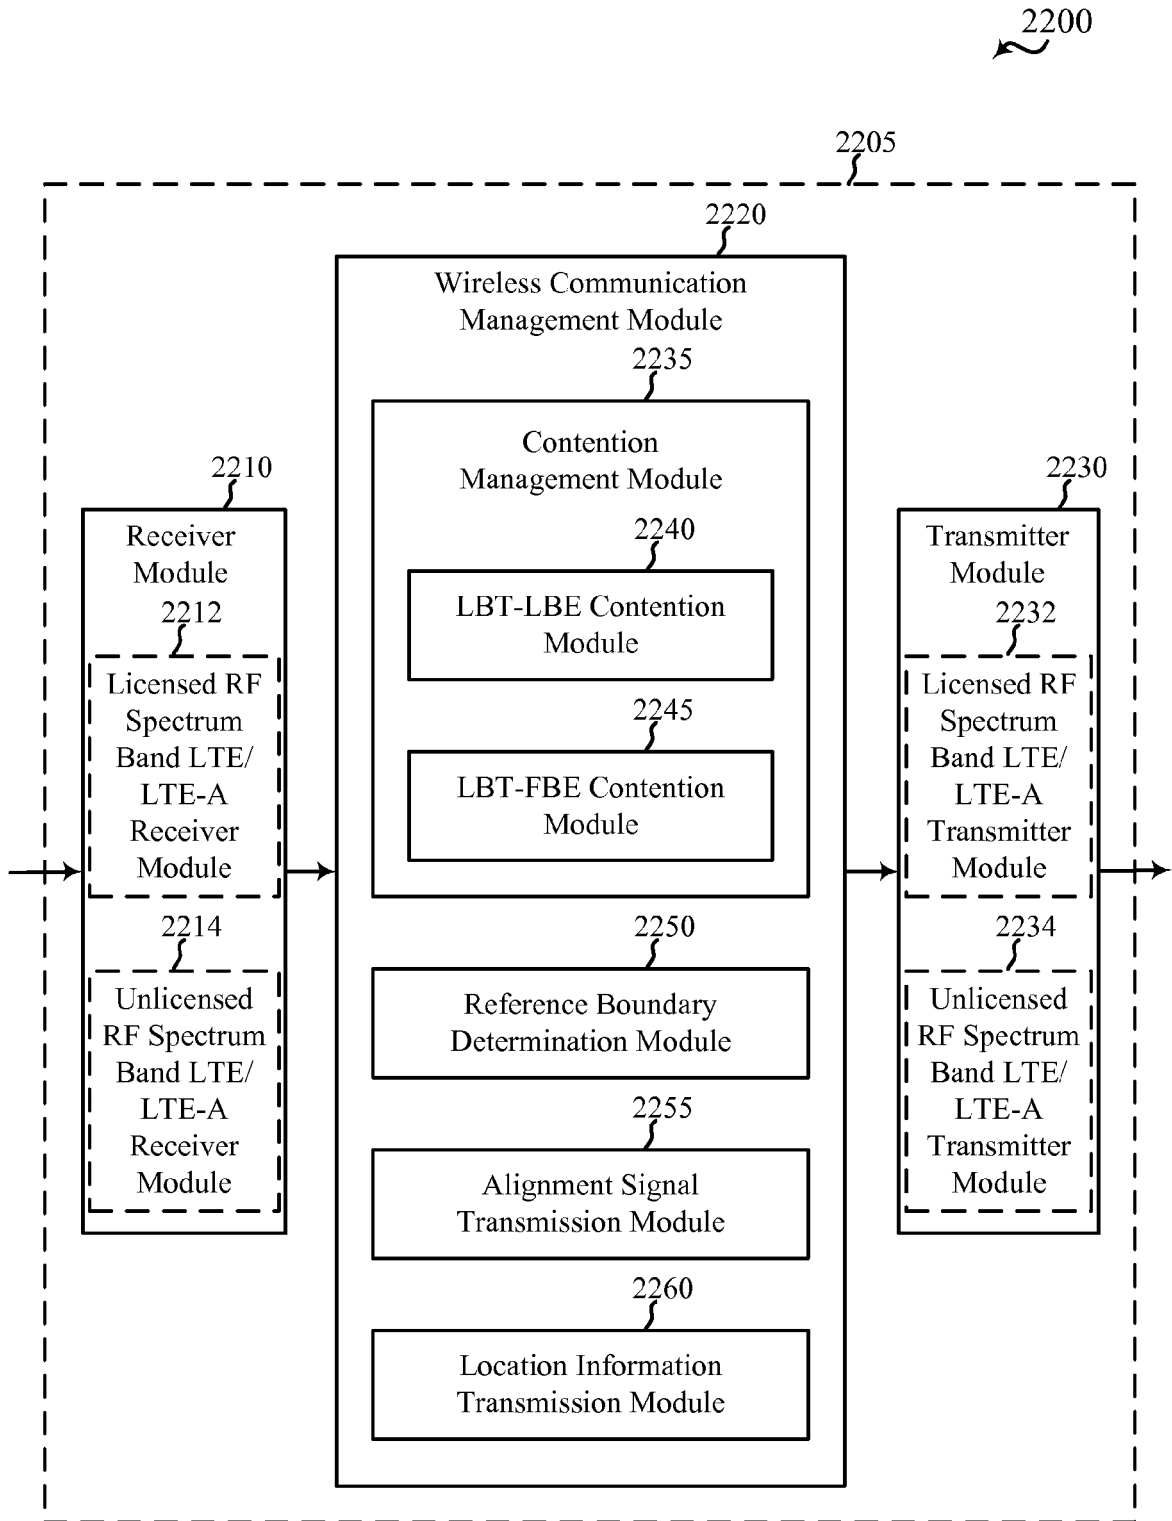 2200
2205
2220
Wireless Communication
Management Module
2235
Contention
Management Module
2240
LBT-LBE Contention
Module
2245
LBT-FBE Contention
Module
2250
Reference Boundary
Determination Module
2255
Alignment Signal
Transmission Module
2260
Location Information
Transmission Module
2210
Receiver
Module
2212
Licensed RF
Spectrum
Band LTE/
LTE-A
Receiver
Module
2214
Unlicensed
RF Spectrum
Band LTE/
LTE-A
Receiver
Module
2230
Transmitter
Module
2232
Licensed RF
Spectrum
Band LTE/
LTE-A
Transmitter
Module
2234
Unlicensed
RF Spectrum
Band LTE/
LTE-A
Transmitter
Module